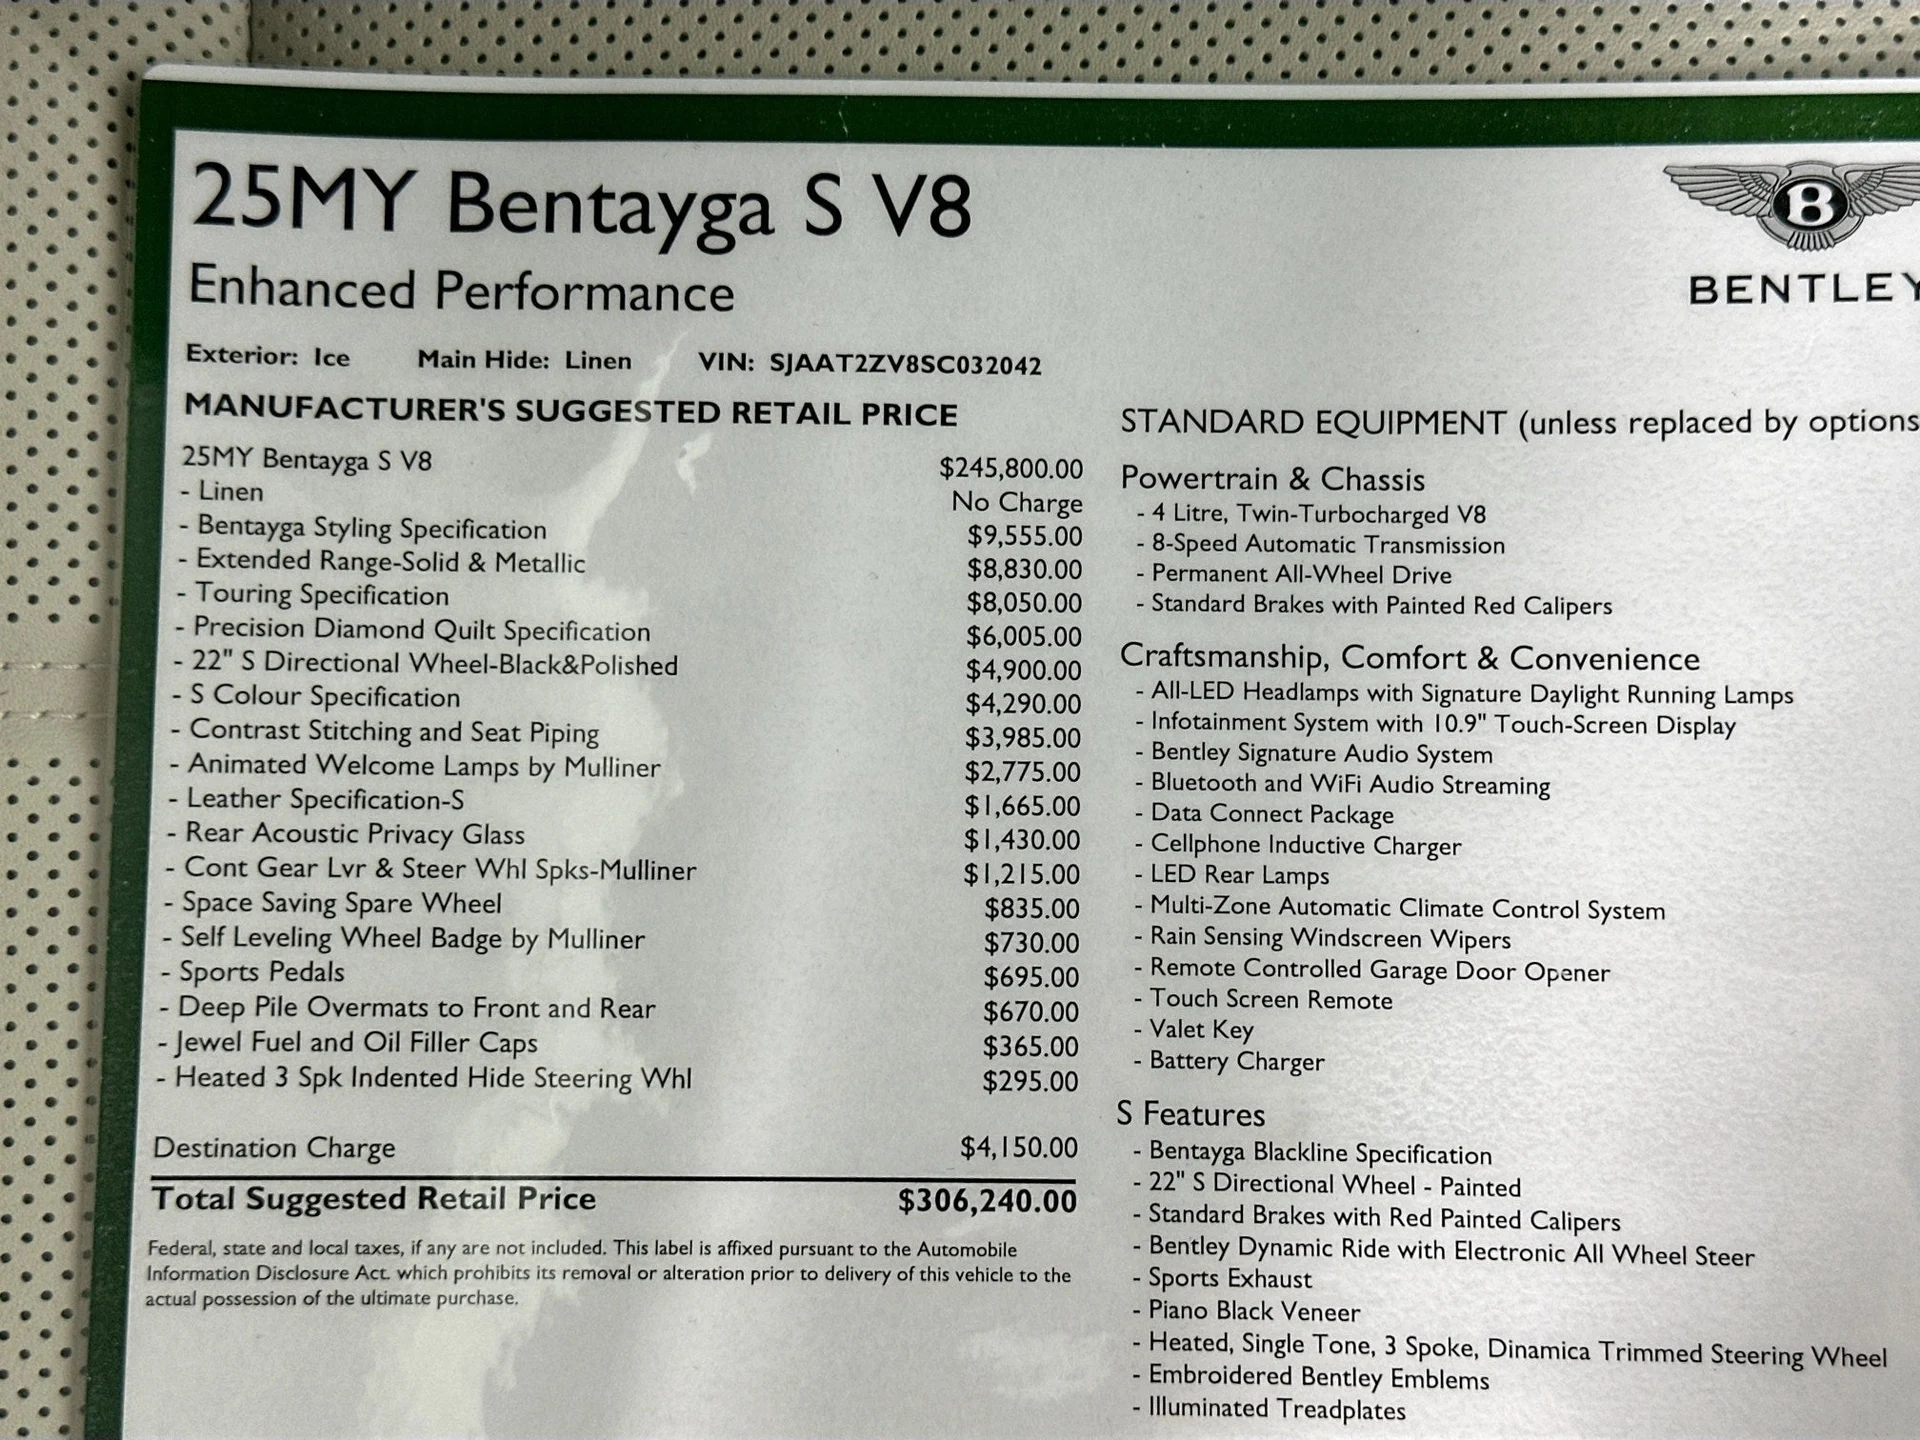 25MY Bentayga S V8
Enhanced Performance
B
BENTLEY
Exterior: Ice Main Hide: Linen VIN: SJAAT2ZV8SC032042
MANUFACTURER'S SUGGESTED RETAIL PRICE
25MY Bentayga S V8 $245,800.00
- Linen No Charge
- Bentayga Styling Specification $9,555.00
- Extended Range-Solid & Metallic $8,830.00
- Touring Specification $8,050.00
- Precision Diamond Quilt Specification $6,005.00
- 22" S Directional Wheel-Black&Polished $4,900.00
- S Colour Specification $4,290.00
- Contrast Stitching and Seat Piping $3,985.00
- Animated Welcome Lamps by Mulliner $2,775.00
- Leather Specification-S $1,665.00
- Rear Acoustic Privacy Glass $1,430.00
- Cont Gear Lvr & Steer Whl Spks-Mulliner $1,215.00
- Space Saving Spare Wheel $835.00
- Self Leveling Wheel Badge by Mulliner $730.00
- Sports Pedals $695.00
- Deep Pile Overmats to Front and Rear $670.00
- Jewel Fuel and Oil Filler Caps $365.00
- Heated 3 Spk Indented Hide Steering Whl $295.00
Destination Charge $4,150.00
Total Suggested Retail Price $306,240.00
Federal, state and local taxes, if any are not included. This label is affixed pursuant to the Automobile
Information Disclosure Act. which prohibits its removal or alteration prior to delivery of this vehicle to the
actual possession of the ultimate purchase.
STANDARD EQUIPMENT (unless replaced by options
Powertrain & Chassis
- 4 Litre, Twin-Turbocharged V8
- 8-Speed Automatic Transmission
- Permanent All-Wheel Drive
- Standard Brakes with Painted Red Calipers
Craftsmanship, Comfort & Convenience
- All-LED Headlamps with Signature Daylight Running Lamps
- Infotainment System with 10.9" Touch-Screen Display
- Bentley Signature Audio System
- Bluetooth and WiFi Audio Streaming
- Data Connect Package
- Cellphone Inductive Charger
- LED Rear Lamps
- Multi-Zone Automatic Climate Control System
- Rain Sensing Windscreen Wipers
- Remote Controlled Garage Door Opener
- Touch Screen Remote
- Valet Key
- Battery Charger
S Features
- Bentayga Blackline Specification
- 22" S Directional Wheel - Painted
- Standard Brakes with Red Painted Calipers
- Bentley Dynamic Ride with Electronic All Wheel Steer
- Sports Exhaust
- Piano Black Veneer
- Heated, Single Tone, 3 Spoke, Dinamica Trimmed Steering Wheel
- Embroidered Bentley Emblems
- Illuminated Treadplates